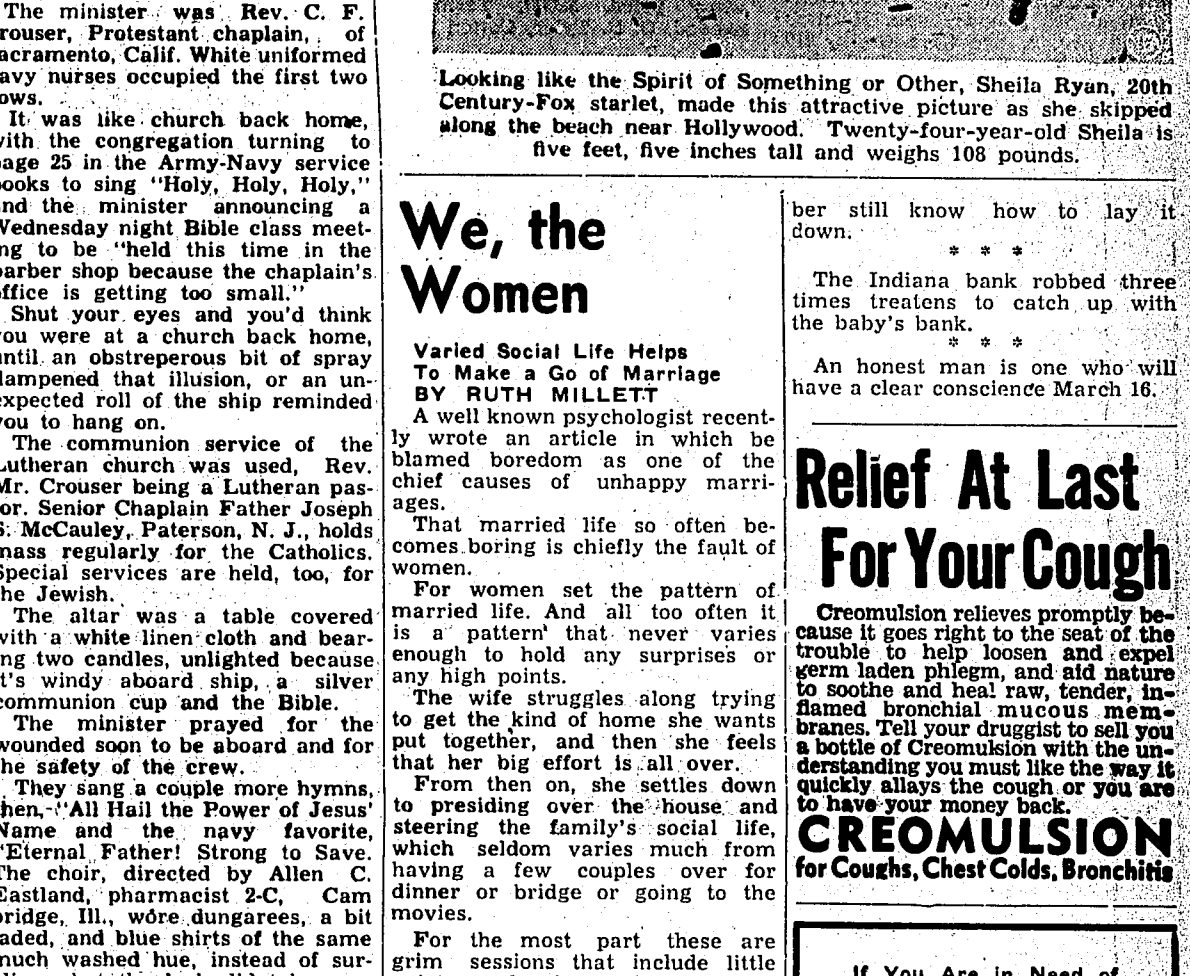 The minister was Rev. C. F.
rouser, Protestant chaplain, of
acramento, Calif. White uniformed
avy nurses occupied the first two
ows.
It was like church back home,
ith the congregation turning to
age 25 in the Army-Navy service
ooks to sing "Holy, Holy, Holy,"
nd the minister announcing a
Wednesday night Bible class meet-
ng to be "held this time in the
arber shop because the chaplain's
ffice is getting too small."
Shut your eyes and you'd think
ou were at a church back home,
until an obstreperous bit of spray
dampened that illusion, or an un-
expected roll of the ship reminded
you to hang on.
The communion service of the
Lutheran church was used, Rev.
Mr. Crouser being a Lutheran pas-
or. Senior Chaplain Father Joseph
S. McCauley, Paterson, N. J., holds
mass regularly for the Catholics.
Special services are held, too, for
the Jewish.
The altar was a table covered
with a white linen cloth and bear-
ng two candles, unlighted because
t's windy aboard ship, a silver
communion cup and the Bible.
The minister prayed for the
wounded soon to be aboard and for
the safety of the crew.
They sang a couple more hymns,
then, "All Hail the Power of Jesus'
Name and the navy favorite,
"Eternal Father! Strong to Save.
The choir, directed by Allen C.
Eastland, pharmacist 2-C, Cam
bridge, Ill., wore dungarees, a bit
aded, and blue shirts of the same
much washed hue, instead of sur-
Looking like the Spirit of Something or Other, Sheila Ryan, 20th
Century-Fox starlet, made this attractive picture as she skipped
along the beach near Hollywood. Twenty-four-year-old Sheila is
five feet, five inches tall and weighs 108 pounds.
We, the
Women
Varied Social Life Helps
To Make a Go of Marriage
BY RUTH MILLETT
A well known psychologist recent-
ly wrote an article in which be
blamed boredom as one of the
chief causes of unhappy marri-
ages.
That married life so often be-
comes boring is chiefly the fault of
women.
For women set the pattern of
married life. And all too often it
is a pattern that never varies
enough to hold any surprises or
any high points.
The wife struggles along trying
to get the kind of home she wants
put together, and then she feels
that her big effort is all over.
From then on, she settles down
to presiding over the house and
steering the family's social life,
which seldom varies much from
having a few couples over for
dinner or bridge or going to the
movies.
For the most part these are
grim sessions that include little
ber still know how to lay it
down.
* * *
The Indiana bank robbed three
times treatens to catch up with
the baby's bank.
* * *
An honest man is one who will
have a clear conscience March 16.
Relief At Last
For Your Cough
Creomulsion relieves promptly be-
cause it goes right to the seat of the
trouble to help loosen and expel
germ laden phlegm, and aid nature
to soothe and heal raw, tender, in-
flamed bronchial mucous mem-
branes. Tell your druggist to sell you
a bottle of Creomulsion with the un-
derstanding you must like the way it
quickly allays the cough or you are
to have your money back.
CREOMULSION
for Coughs, Chest Colds, Bronchitis
If You Are in Need of